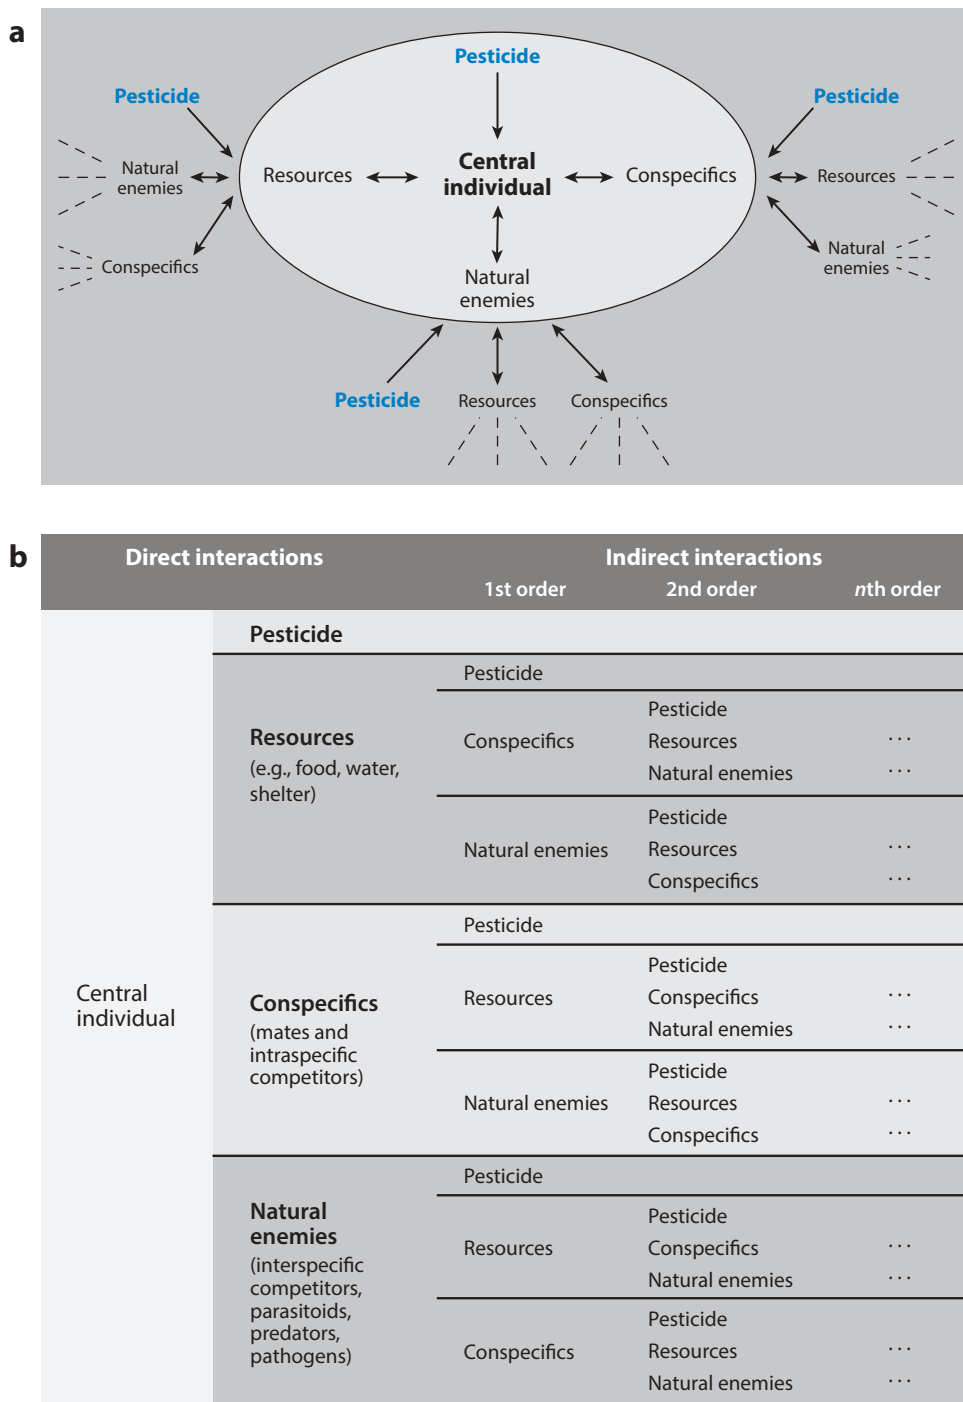 a
Pesticide
Pesticide
Pesticide
Natural
enemies
Resources
Central
individual
Conspecifics
Resources
Conspecifics
Natural
enemies
Natural
enemies
Pesticide
Resources
Conspecifics
b
Direct interactions
Indirect interactions
1st order
2nd order
nth order
Pesticide
Central
individual
Resources
(e.g., food, water,
shelter)
Pesticide
Conspecifics
Pesticide
Resources
...
Natural enemies
...
Natural enemies
Pesticide
Resources
...
Conspecifics
...
Conspecifics
(mates and
intraspecific
competitors)
Pesticide
Resources
Pesticide
Conspecifics
...
Natural enemies
...
Natural enemies
Pesticide
Resources
...
Conspecifics
...
Natural
enemies
(interspecific
competitors,
parasitoids,
predators,
pathogens)
Pesticide
Resources
Pesticide
Conspecifics
...
Natural enemies
...
Conspecifics
Pesticide
Resources
...
Natural enemies
...